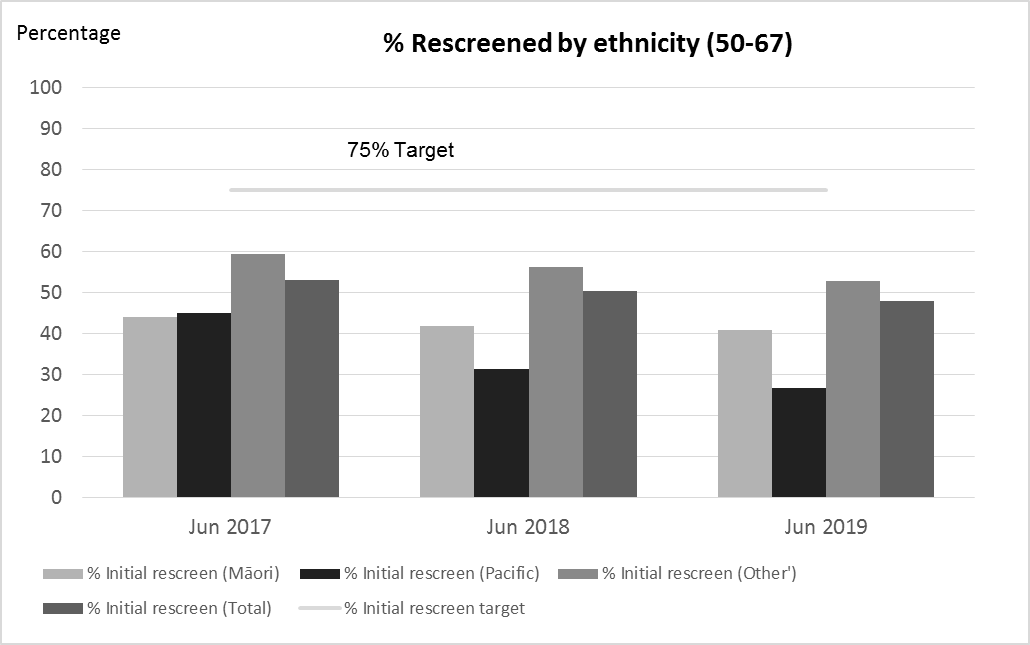 Percentage
% Rescreened by ethnicity (50-67)
100
90
80
70
60
50
40
30
20
10
0
75% Target
Jun 2017
Jun 2018
Jun 2019
% Initial rescreen (Māori)
% Initial rescreen (Pacific)
% Initial rescreen (Other')
% Initial rescreen (Total)
% Initial rescreen target